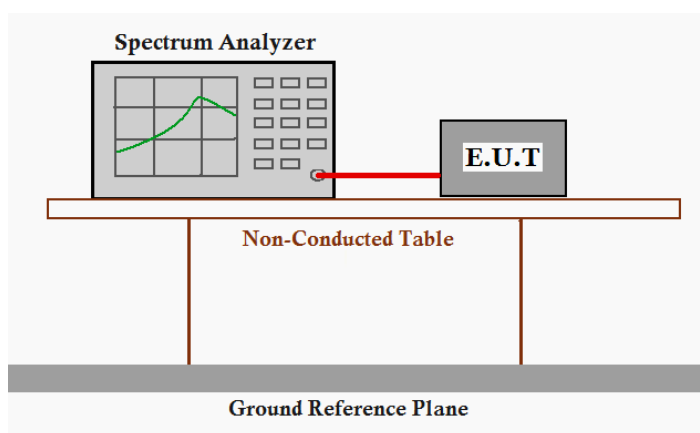 Spectrum Analyzer
E.U.T
Non-Conducted Table
Ground Reference Plane